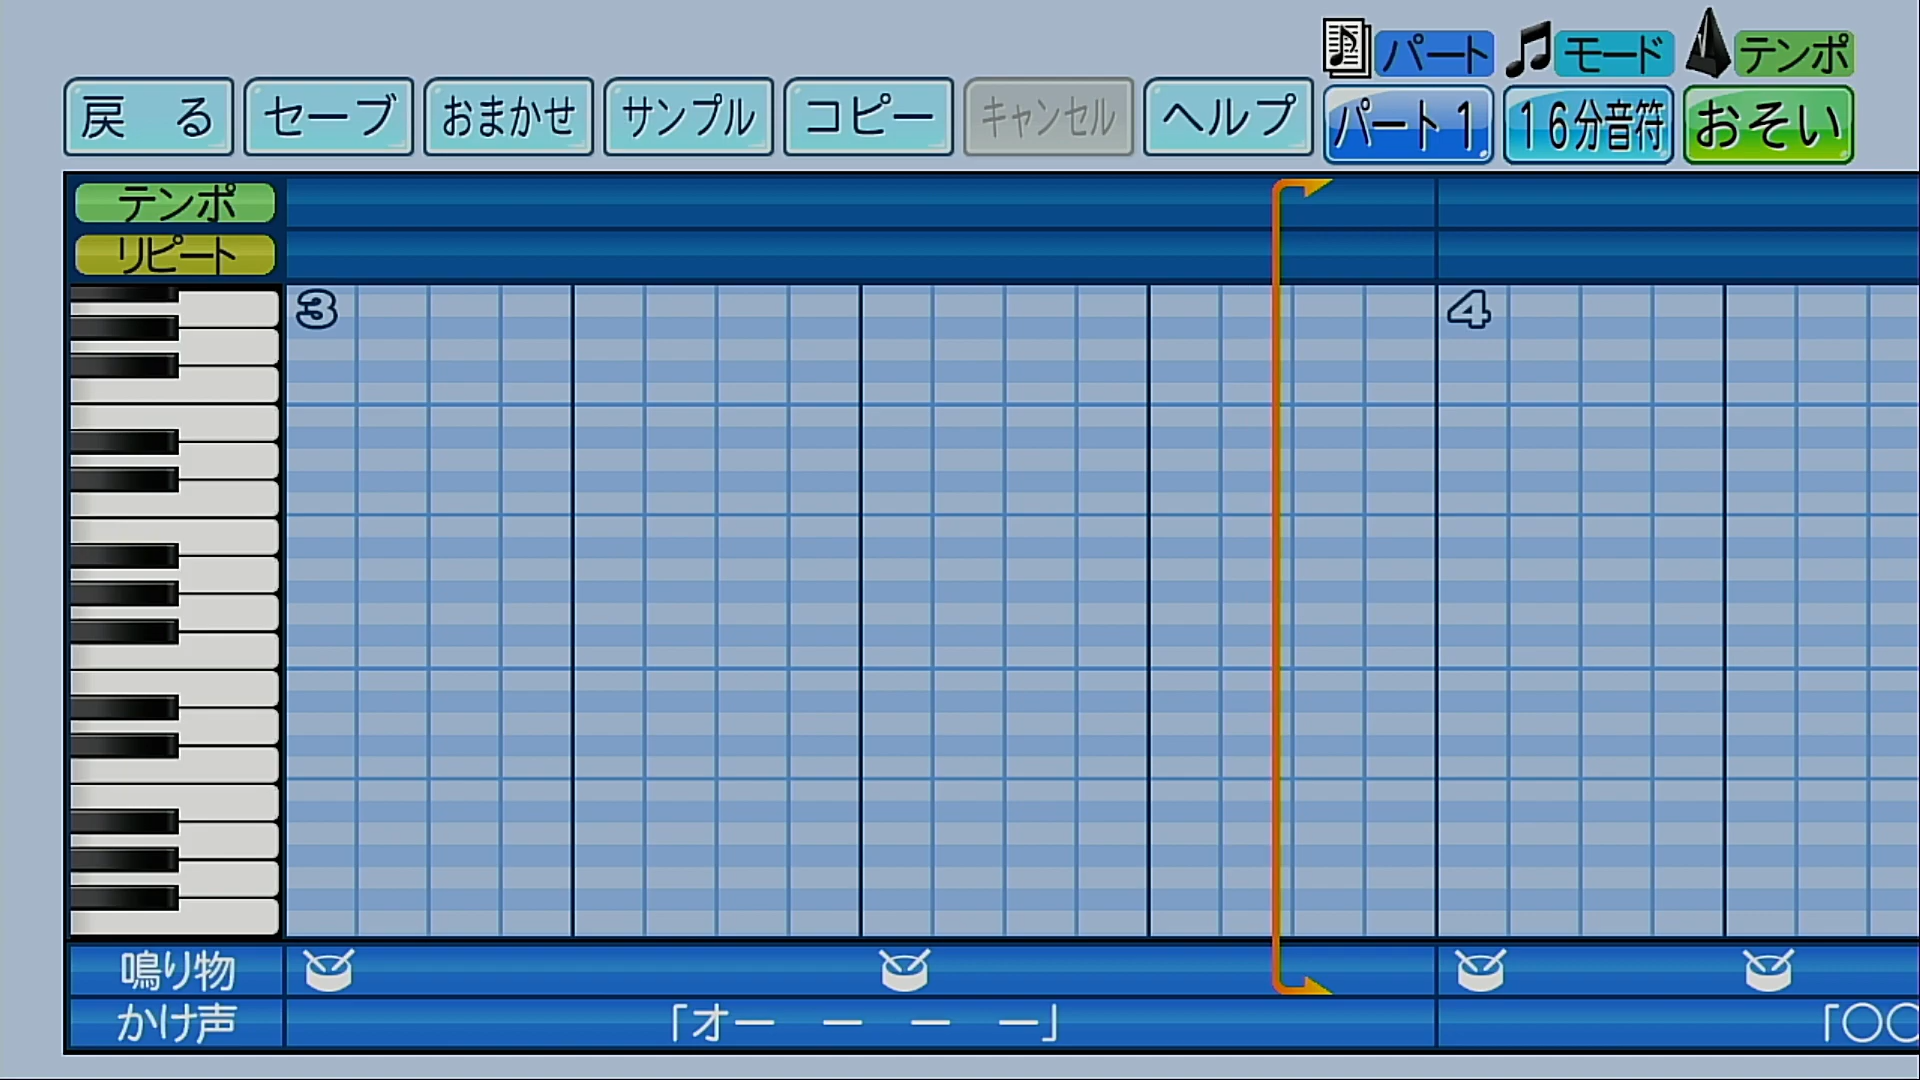 パート モード テンポ
戻る セーブ おまかせ サンプル コピー キャンセル ヘルプ パート1 16分音符 おそい
テンポ
リピート
3 4
鳴り物
かけ声 「オー ー ー ー」 「〇〇